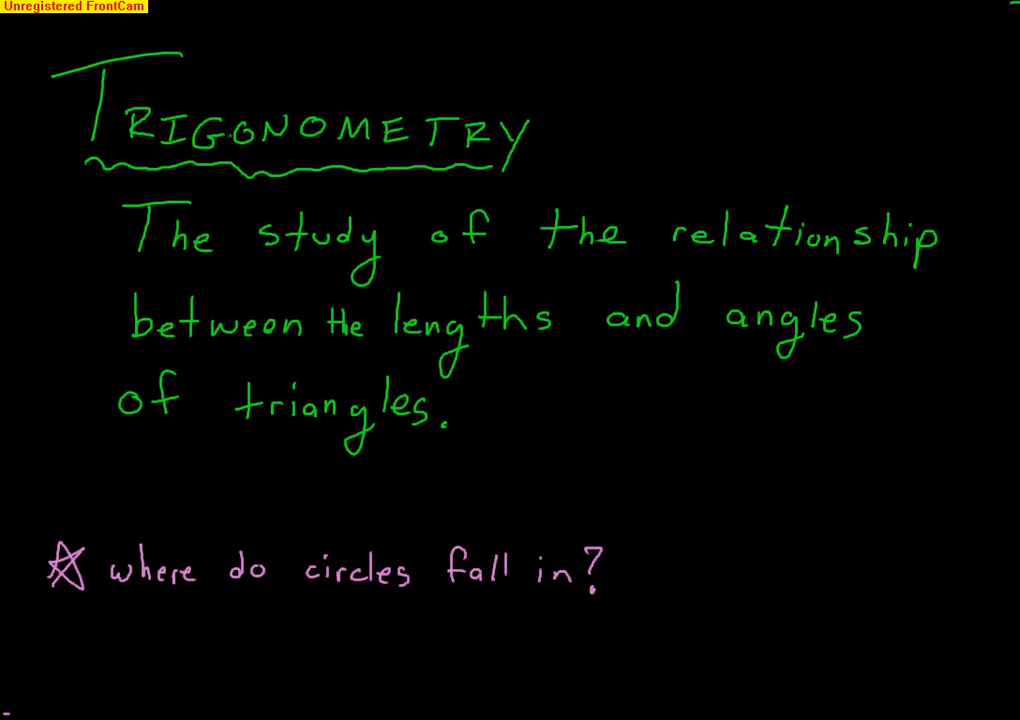 Unregistered FrontCam
TRIGONOMETRY
The study of the relationship
between the lengths and angles
of triangles.
where do circles fall in?